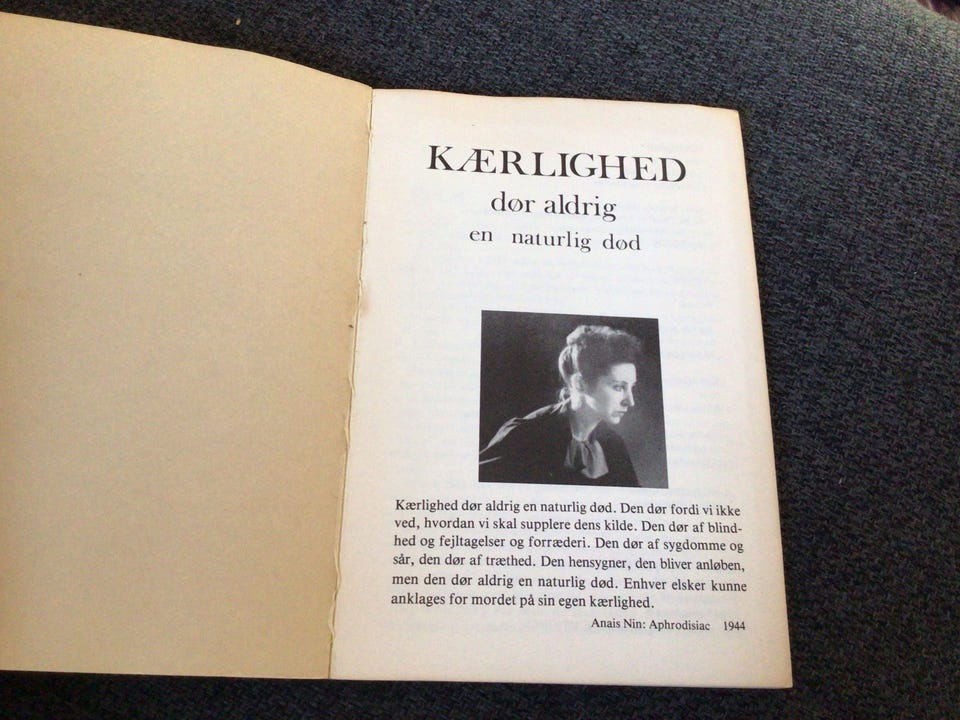 KÆRLIGHED
dør aldrig
en naturlig død
Kærlighed dør aldrig en naturlig død. Den dør fordi vi ikke
ved, hvordan vi skal supplere dens kilde. Den dør af blind-
hed og fejltagelser og forræderi. Den dør af sygdomme og
sår, den dør af træthed. Den hensygner, den bliver anløben,
men den dør aldrig en naturlig død. Enhver elsker kunne
anklages for mordet på sin egen kærlighed.
Anais Nin: Aphrodisiac 1944